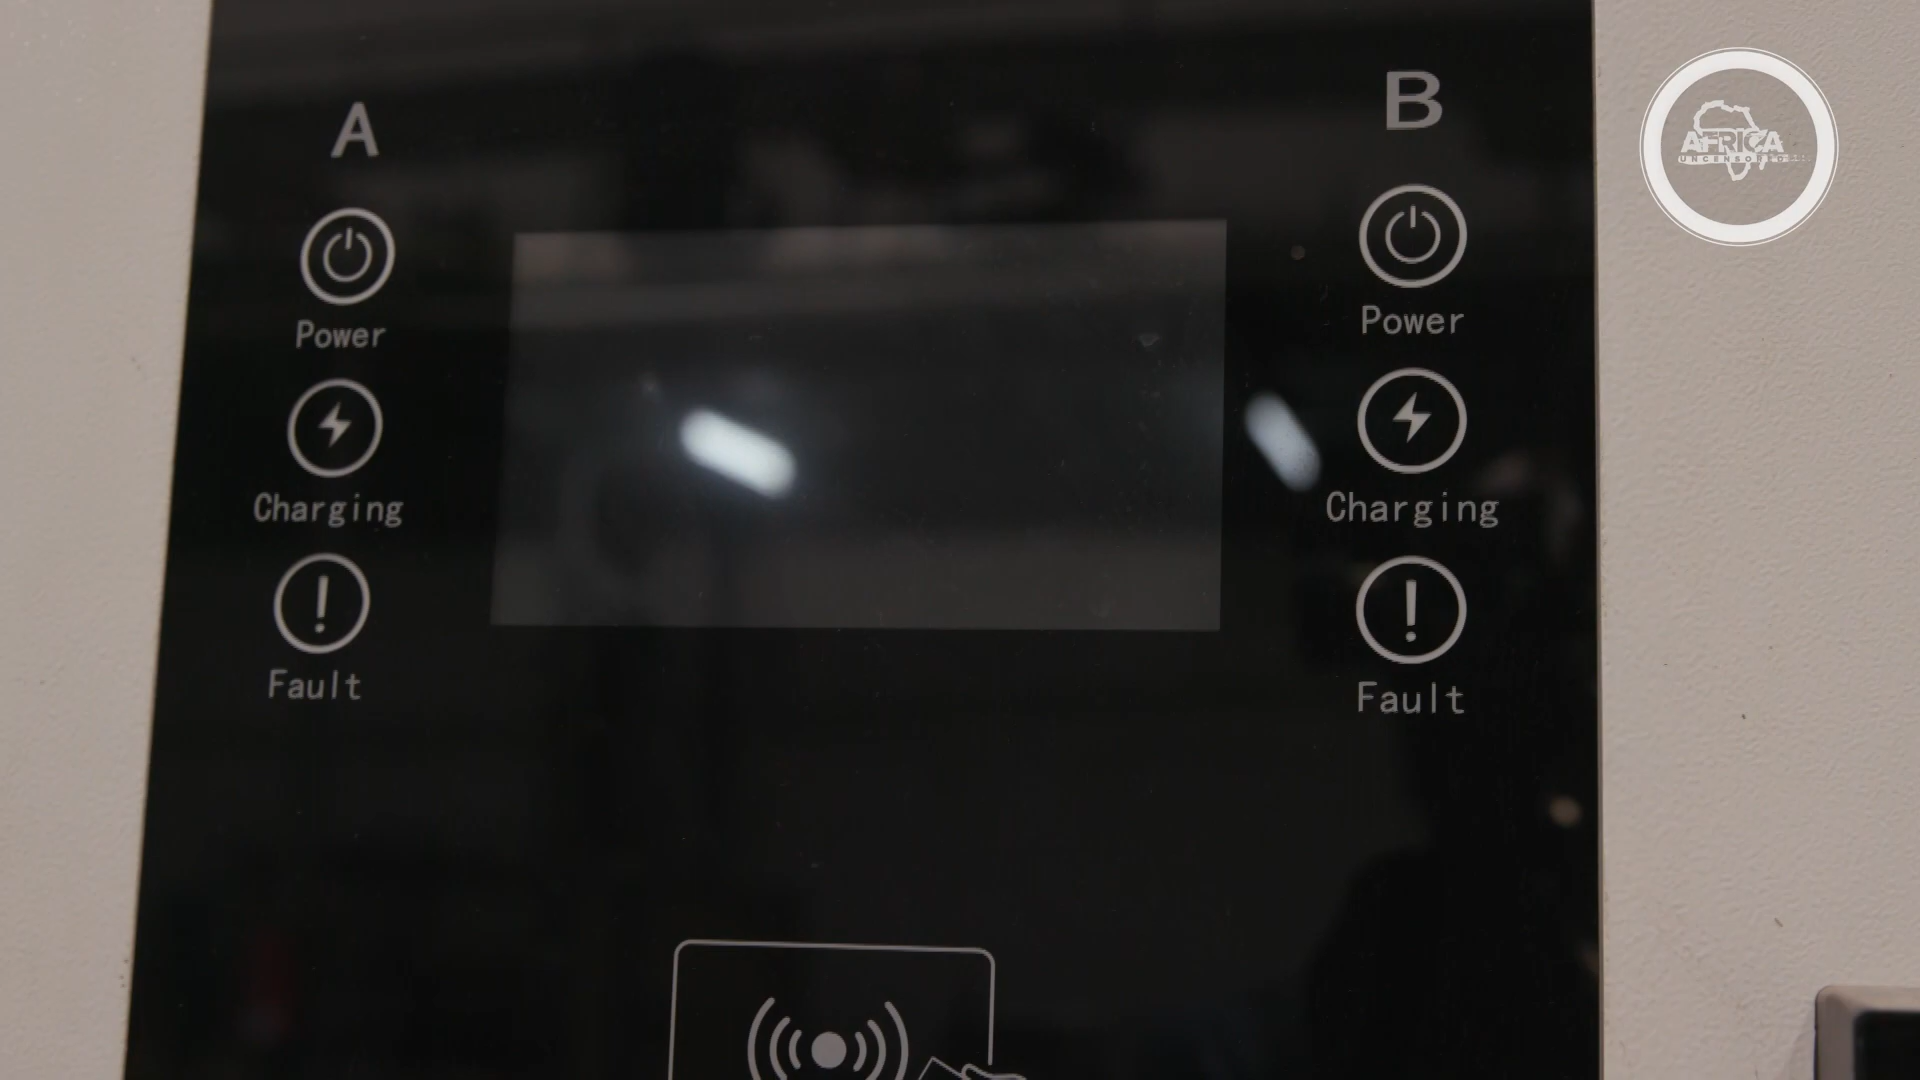 A
Power
Charging
Fault
B
Power
Charging
Fault
AFRICA
UNCENSORED